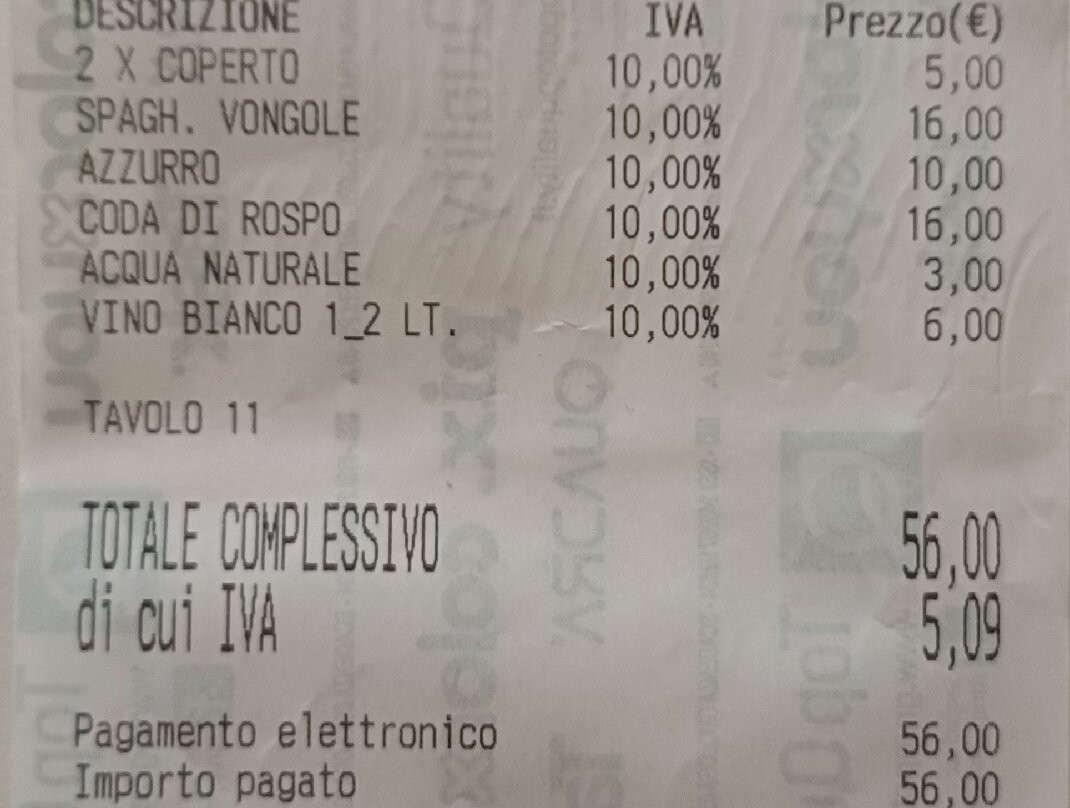 DESCRIZIONE IVA Prezzo(€)
2 X COPERTO 10,00% 5,00
SPAGH. VONGOLE 10,00% 16,00
AZZURRO 10,00% 10,00
CODA DI ROSPO 10,00% 16,00
ACQUA NATURALE 10,00% 3,00
VINO BIANCO 1_2 LT. 10,00% 6,00
TAVOLO 11
TOTALE COMPLESSIVO 56,00
di cui IVA 5,09
Pagamento elettronico 56,00
Importo pagato 56,00